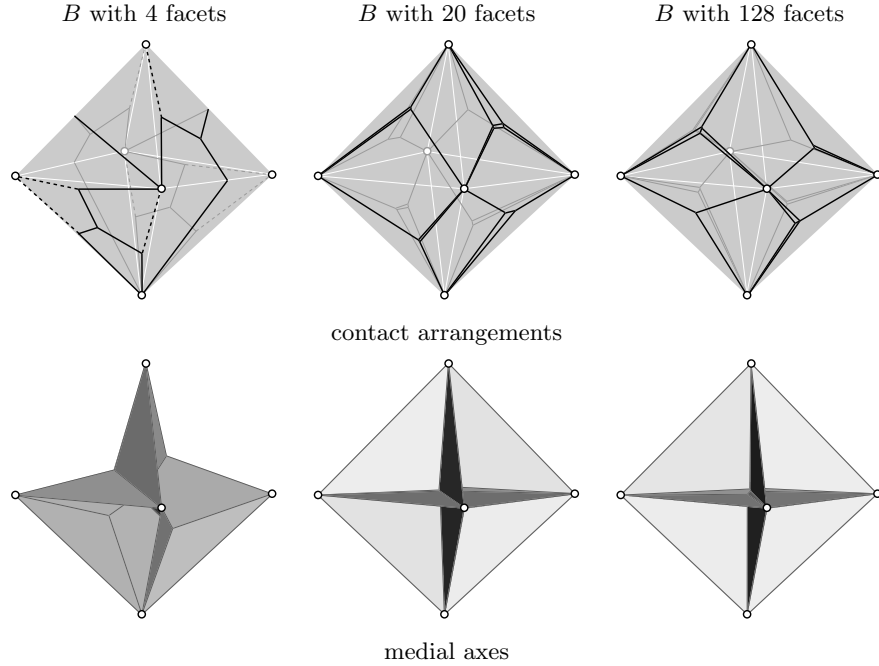 B with 4 facets
B with 20 facets
B with 128 facets
contact arrangements
medial axes